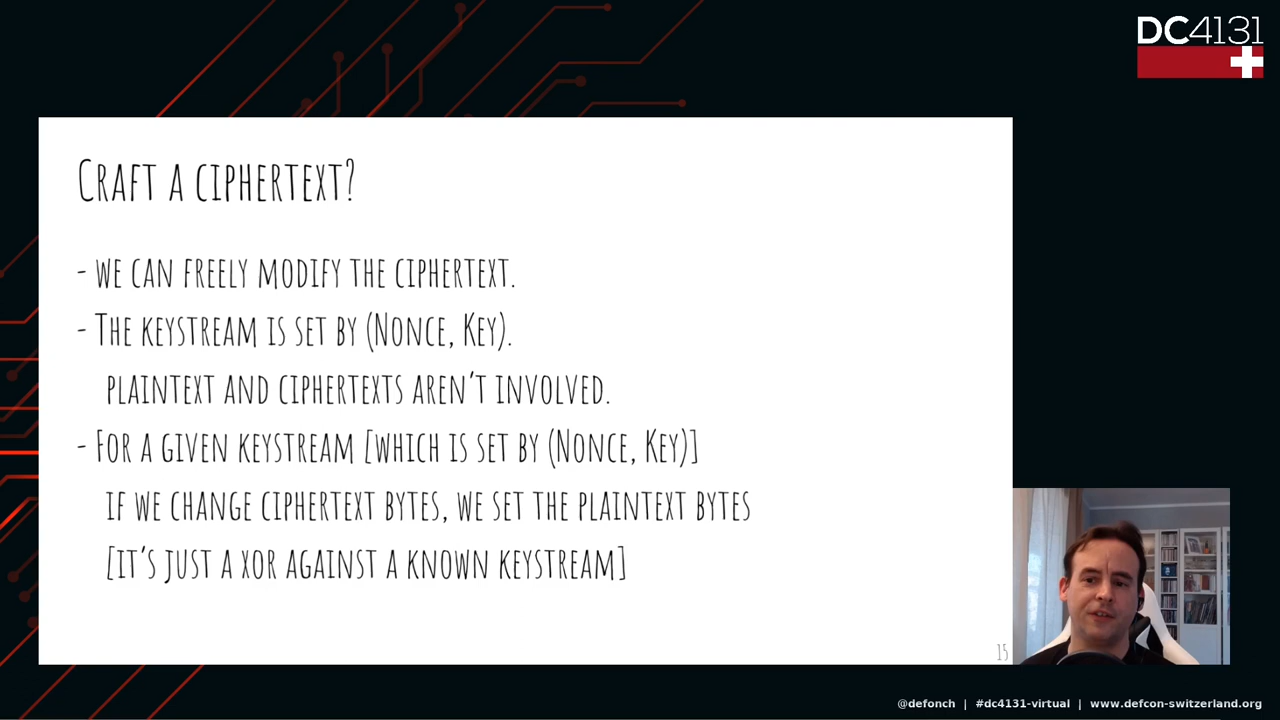 DC4131
Craft a ciphertext?
- we can freely modify the ciphertext.
- The keystream is set by (Nonce, Key).
plaintext and ciphertexts aren't involved.
- For a given keystream [which is set by (Nonce, Key)]
if we change ciphertext bytes, we set the plaintext bytes
[it's just a xor against a known keystream]
15
@defonch | #dc4131-virtual | www.defcon-switzerland.org